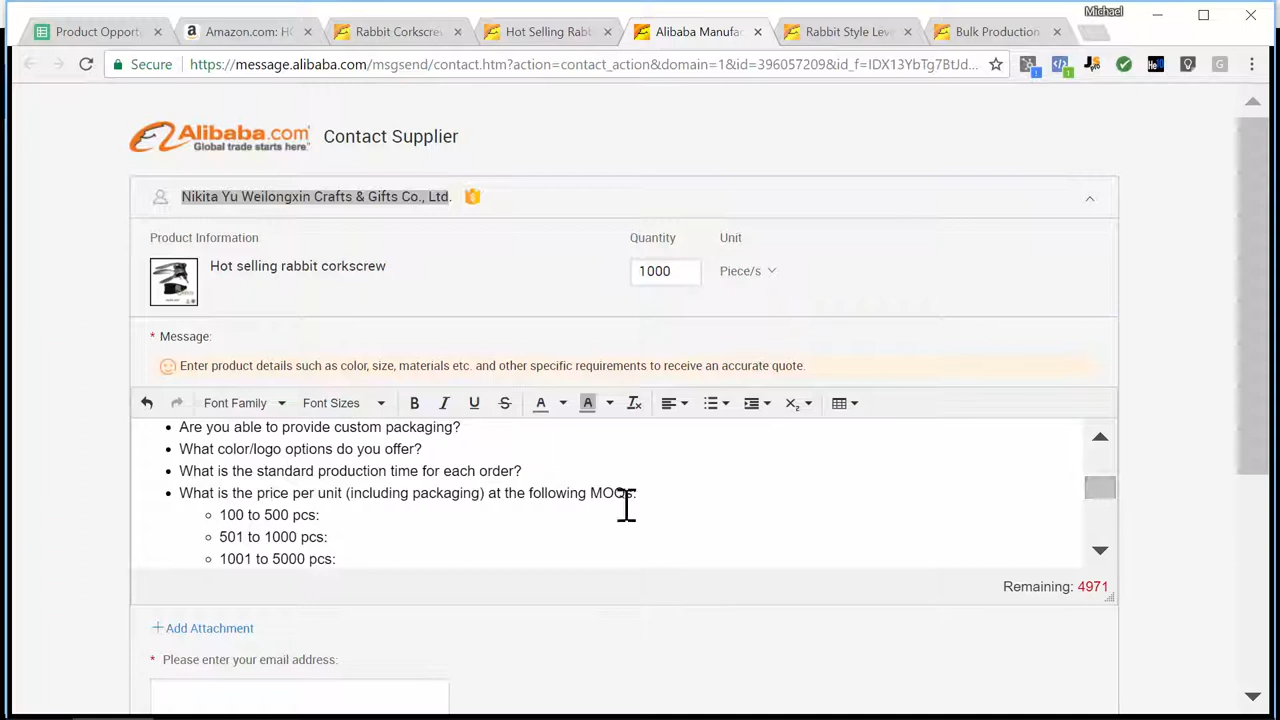 Michael
Product Opport
Amazon.com: HO
Rabbit Corkscrew
Hot Selling Rabb
Alibaba Manufa
Rabbit Style Leve
Bulk Production
Secure
https://message.alibaba.com/msgsend/contact.htm?action=contact_action&domain=1&id=396057209&id_f=IDX13YbTg7BtJd...
Alibaba.com
Global trade starts here.
Contact Supplier
Nikita Yu Weilongxin Crafts & Gifts Co., Ltd.
Product Information
Quantity
Unit
Hot selling rabbit corkscrew
1000
Piece/s
* Message:
Enter product details such as color, size, materials etc. and other specific requirements to receive an accurate quote.
Font Family
Font Sizes
• Are you able to provide custom packaging?
• What color/logo options do you offer?
• What is the standard production time for each order?
• What is the price per unit (including packaging) at the following MOQs:
100 to 500 pcs:
501 to 1000 pcs:
1001 to 5000 pcs:
Remaining: 4971
+ Add Attachment
* Please enter your email address: